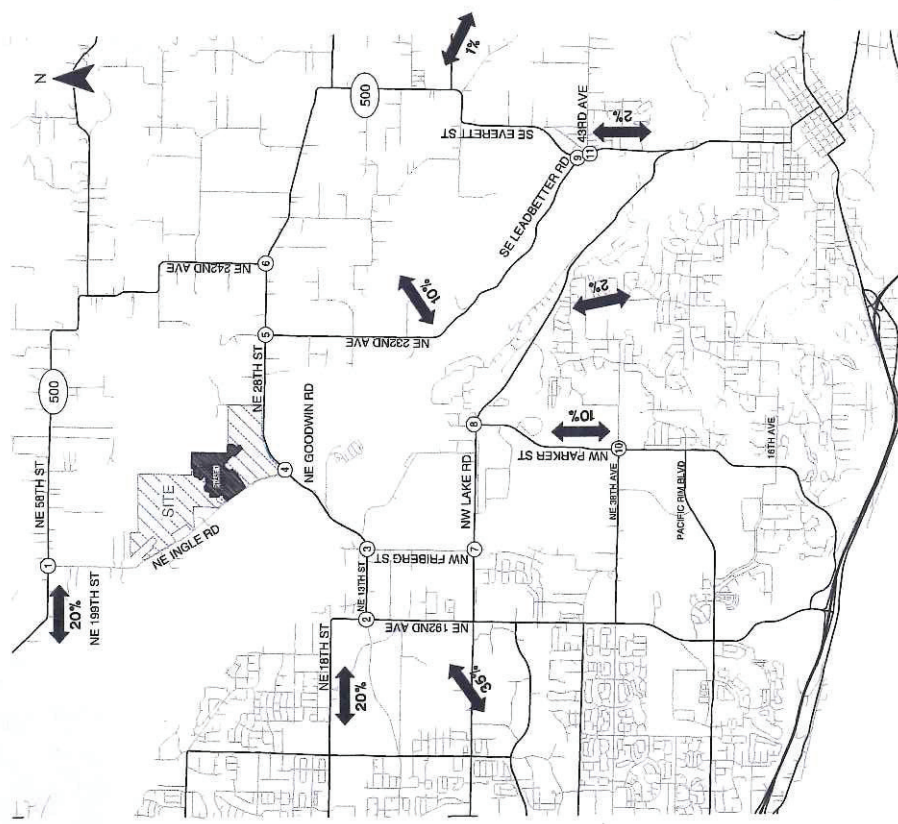 N
500
1%
NE 58TH ST
500
1
20%
NE 199TH ST
SITE
NE INGLE RD
NE 242ND AVE
6
NE 28TH ST
5
4
NE GOODWIN RD
NE 232ND AVE
10%
SE LEADBETTER RD
SE EVERETT ST
43RD AVE
9
11
2%
3
NE 13TH ST
2
NE 18TH ST
20%
NW FRIBERG ST
NE 192ND AVE
7
NW LAKE RD
8
35%
NW PARKER ST
10%
2%
10
NE 38TH AVE
PACIFIC RIM BLVD
16TH AVE